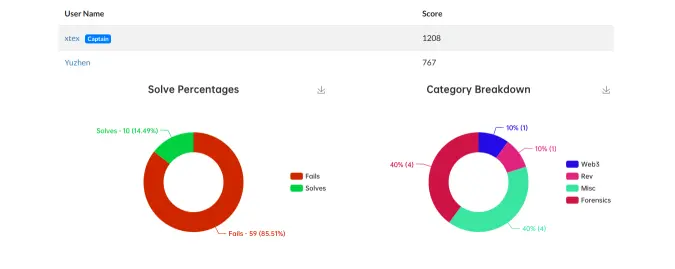 User Name Score
xtex Captain 1208
Yuzhen 767
Solve Percentages Category Breakdown
Solves - 10 (14.49%)
Fails - 59 (85.51%)
Fails
Solves
10% (1)
10% (1)
40% (4)
40% (4)
Web3
Rev
Misc
Forensics